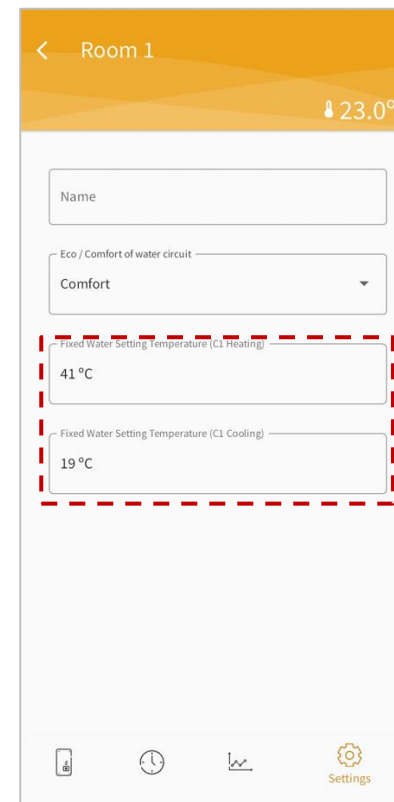 Room 1
23.0°
Name
Eco / Comfort of water circuit
Comfort
Fixed Water Setting Temperature (C1 Heating)
41 °C
Fixed Water Setting Temperature (C1 Cooling)
19 °C
Settings